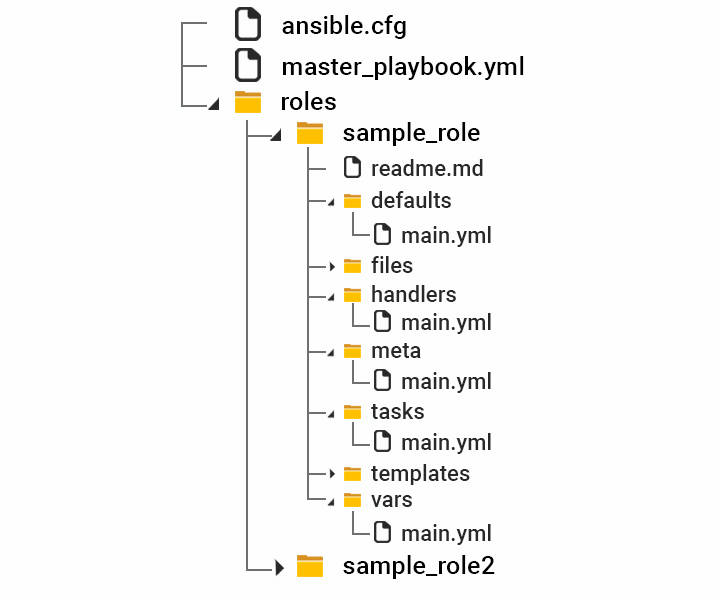 ansible.cfg
master_playbook.yml
roles
sample_role
readme.md
defaults
main.yml
files
handlers
main.yml
meta
main.yml
tasks
main.yml
templates
vars
main.yml
sample_role2